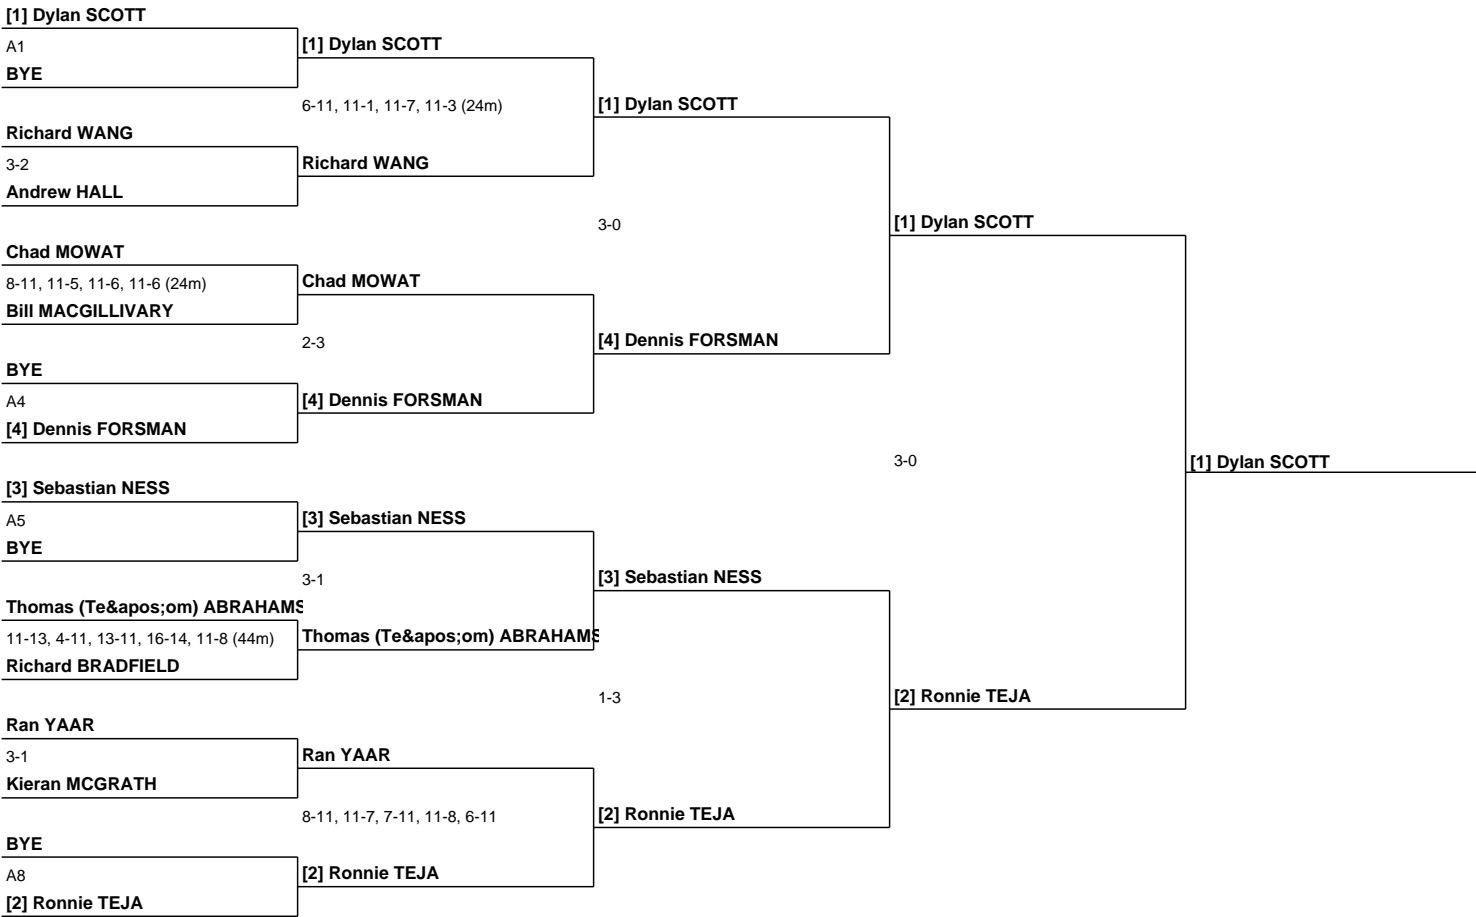 [1] Dylan SCOTT
A1
BYE
Richard WANG
3-2
Andrew HALL
Chad MOWAT
8-11, 11-5, 11-6, 11-6 (24m)
Bill MACGILLIVARY
BYE
A4
[4] Dennis FORSMAN
[3] Sebastian NESS
A5
BYE
Thomas (Te&apos;om) ABRAHAMS
11-13, 4-11, 13-11, 16-14, 11-8 (44m)
Richard BRADFIELD
Ran YAAR
3-1
Kieran MCGRATH
BYE
A8
[2] Ronnie TEJA
[1] Dylan SCOTT
6-11, 11-1, 11-7, 11-3 (24m)
Richard WANG
Chad MOWAT
2-3
[4] Dennis FORSMAN
[3] Sebastian NESS
3-1
Thomas (Te&apos;om) ABRAHAMS
Ran YAAR
8-11, 11-7, 7-11, 11-8, 6-11
[2] Ronnie TEJA
[1] Dylan SCOTT
3-0
[4] Dennis FORSMAN
[3] Sebastian NESS
1-3
[2] Ronnie TEJA
[1] Dylan SCOTT
3-0
[2] Ronnie TEJA
[1] Dylan SCOTT